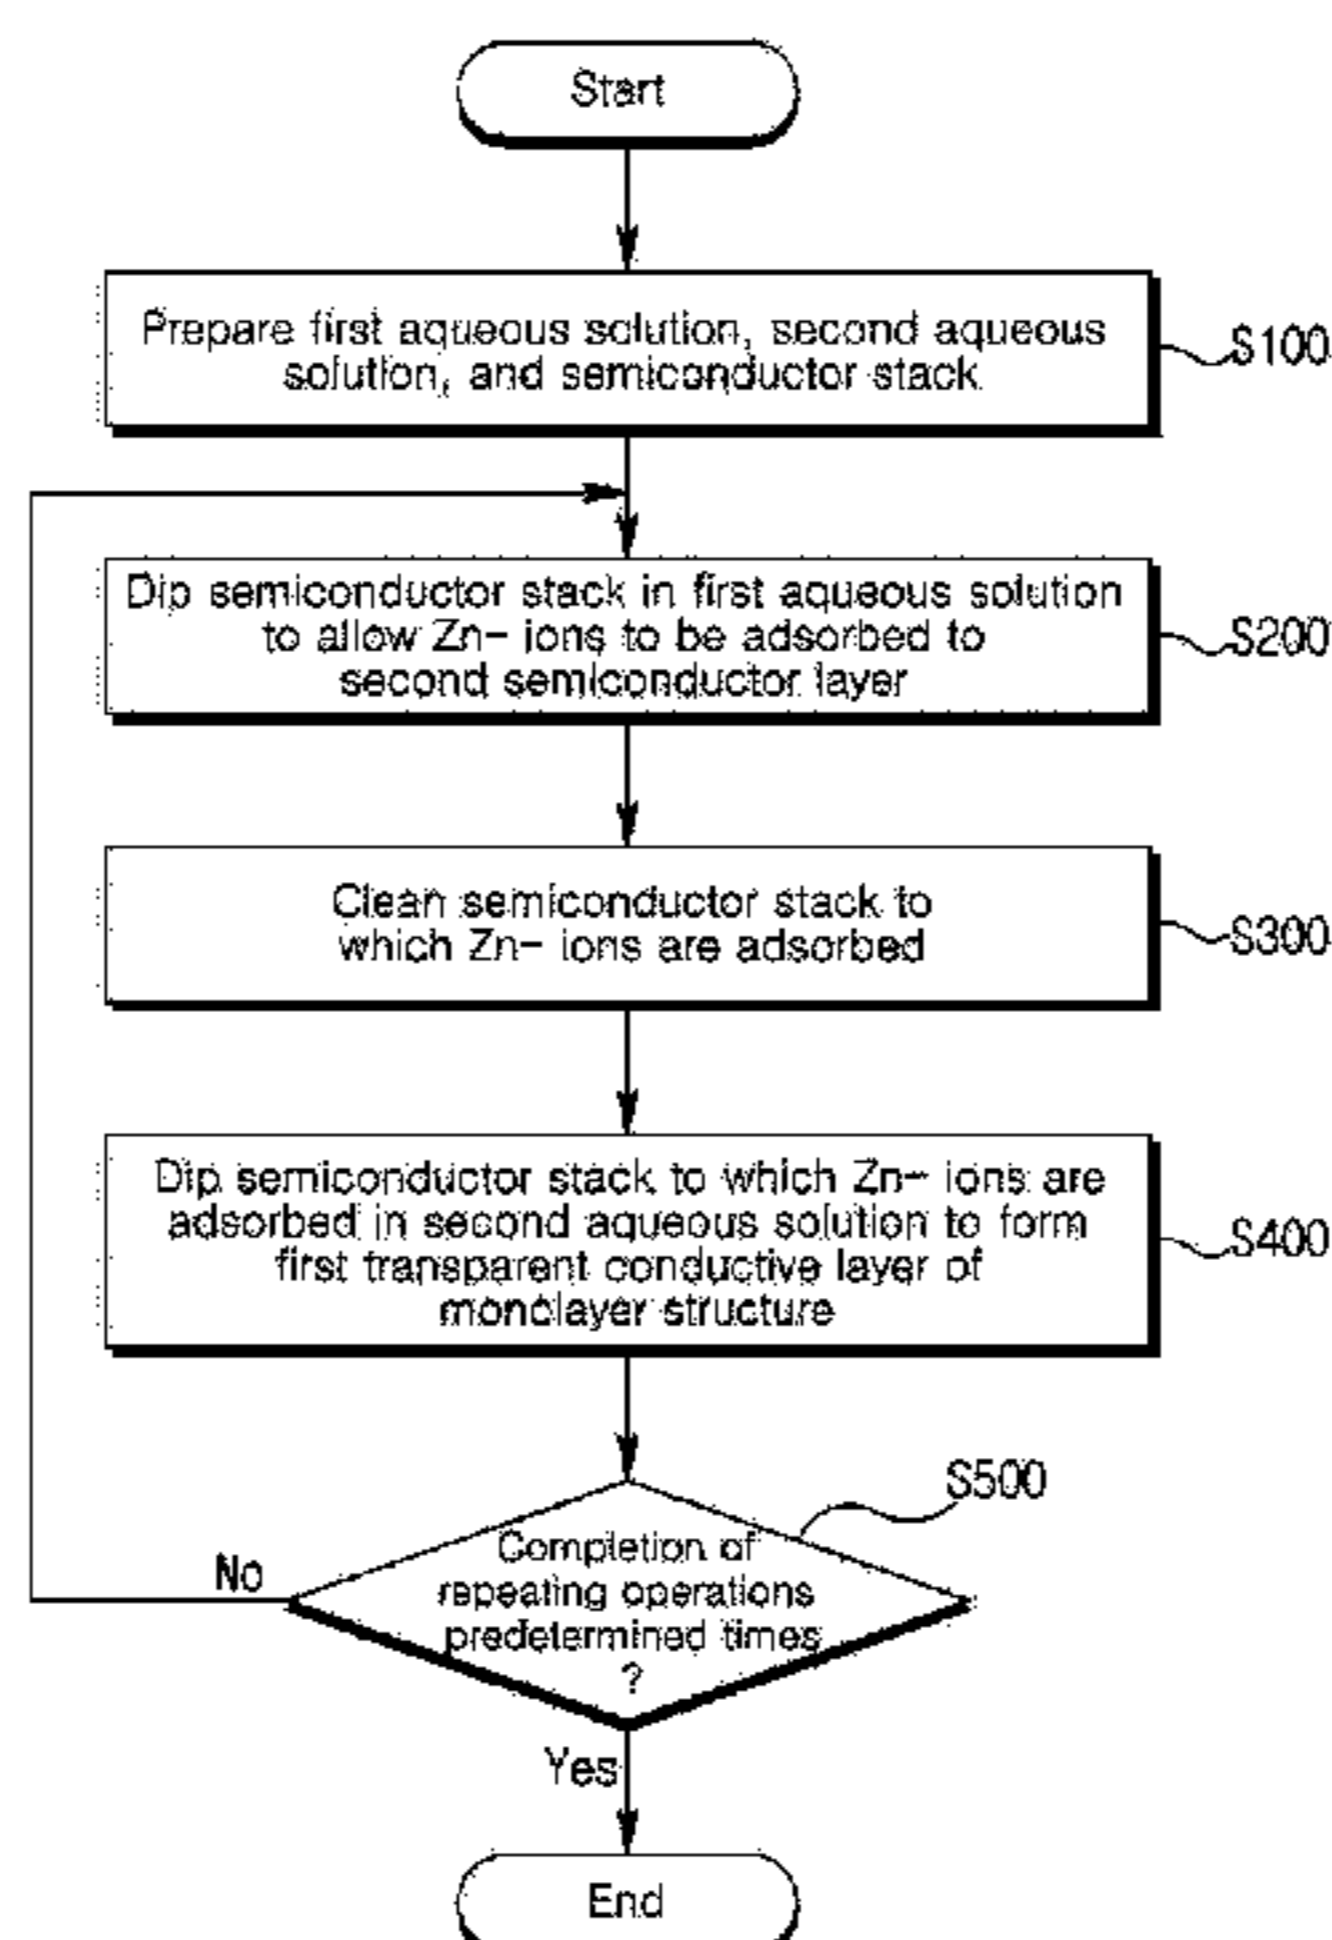 Start
Prepare first aqueous solution, second aqueous
solution, and semiconductor stack
S100
Dip semiconductor stack in first aqueous solution
to allow Zn- ions to be adsorbed to
second semiconductor layer
S200
Clean semiconductor stack to
which Zn- ions are adsorbed
S300
Dip semiconductor stack to which Zn- ions are
adsorbed in second aqueous solution to form
first transparent conductive layer of
monolayer structure
S400
S500
Completion of
repeating operations
predetermined times
?
No
Yes
End